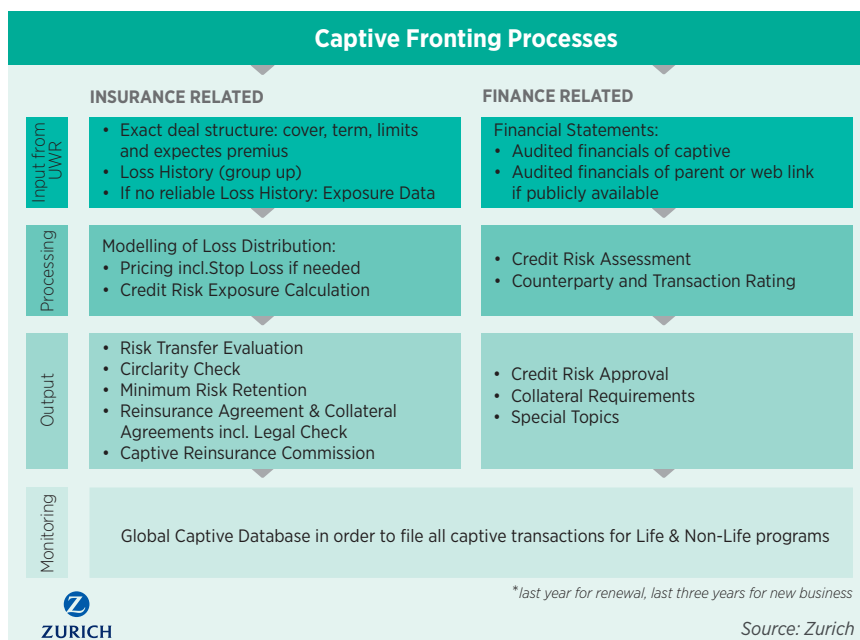 Captive Fronting Processes
INSURANCE RELATED
FINANCE RELATED
Input from
UWR
• Exact deal structure: cover, term, limits
and expectes premius
• Loss History (group up)
• If no reliable Loss History: Exposure Data
Financial Statements:
• Audited financials of captive
• Audited financials of parent or web link
if publicly available
Processing
Modelling of Loss Distribution:
• Pricing incl.Stop Loss if needed
• Credit Risk Exposure Calculation
• Credit Risk Assessment
• Counterparty and Transaction Rating
Output
• Risk Transfer Evaluation
• Circlarity Check
• Minimum Risk Retention
• Reinsurance Agreement & Collateral
Agreements incl. Legal Check
• Captive Reinsurance Commission
• Credit Risk Approval
• Collateral Requirements
• Special Topics
Monitoring
Global Captive Database in order to file all captive transactions for Life & Non-Life programs
*last year for renewal, last three years for new business
Z
ZURICH
Source: Zurich